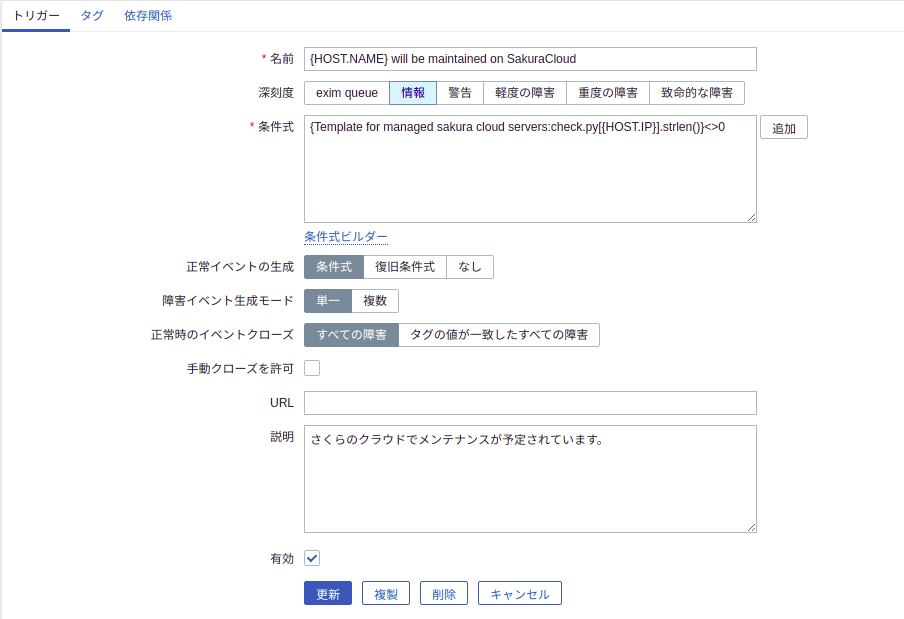 トリガー タグ 依存関係
* 名前 {HOST.NAME} will be maintained on SakuraCloud
深刻度 exim queue 情報 警告 軽度の障害 重度の障害 致命的な障害
* 条件式 {Template for managed sakura cloud servers:check.py[{HOST.IP}].strlen()}<>0 追加
条件式ビルダー
正常イベントの生成 条件式 復旧条件式 なし
障害イベント生成モード 単一 複数
正常時のイベントクローズ すべての障害 タグの値が一致したすべての障害
手動クローズを許可
URL
説明 さくらのクラウドでメンテナンスが予定されています。
有効
更新 複製 削除 キャンセル